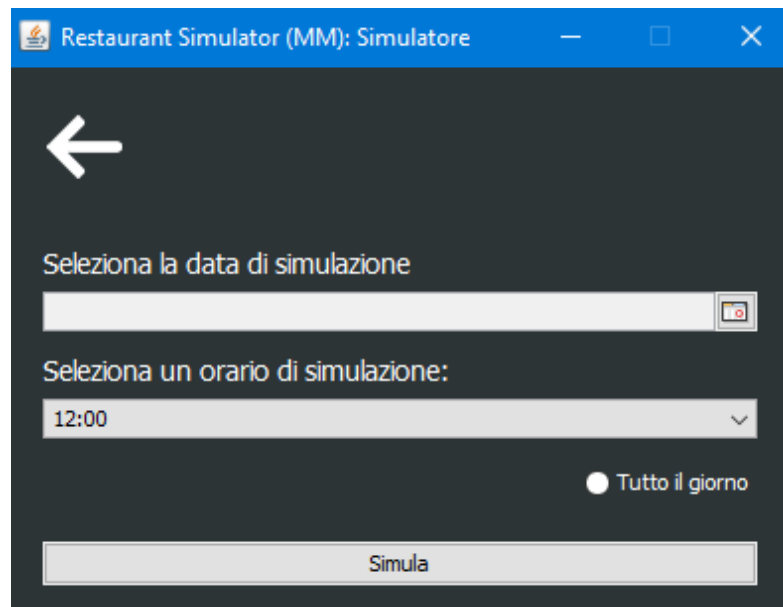 Restaurant Simulator (MM): Simulatore
Seleziona la data di simulazione
Seleziona un orario di simulazione:
12:00
Tutto il giorno
Simula